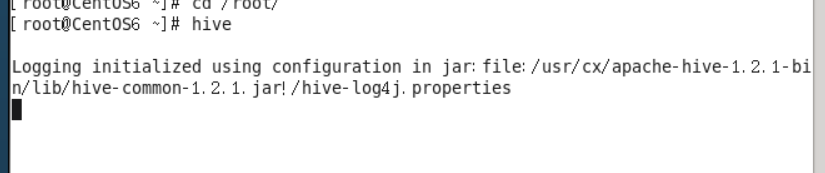 [root@CentOS6 ~]# cd /root/
[root@CentOS6 ~]# hive
Logging initialized using configuration in jar:file:/usr/cx/apache-hive-1.2.1-bi
n/lib/hive-common-1.2.1.jar!/hive-log4j.properties